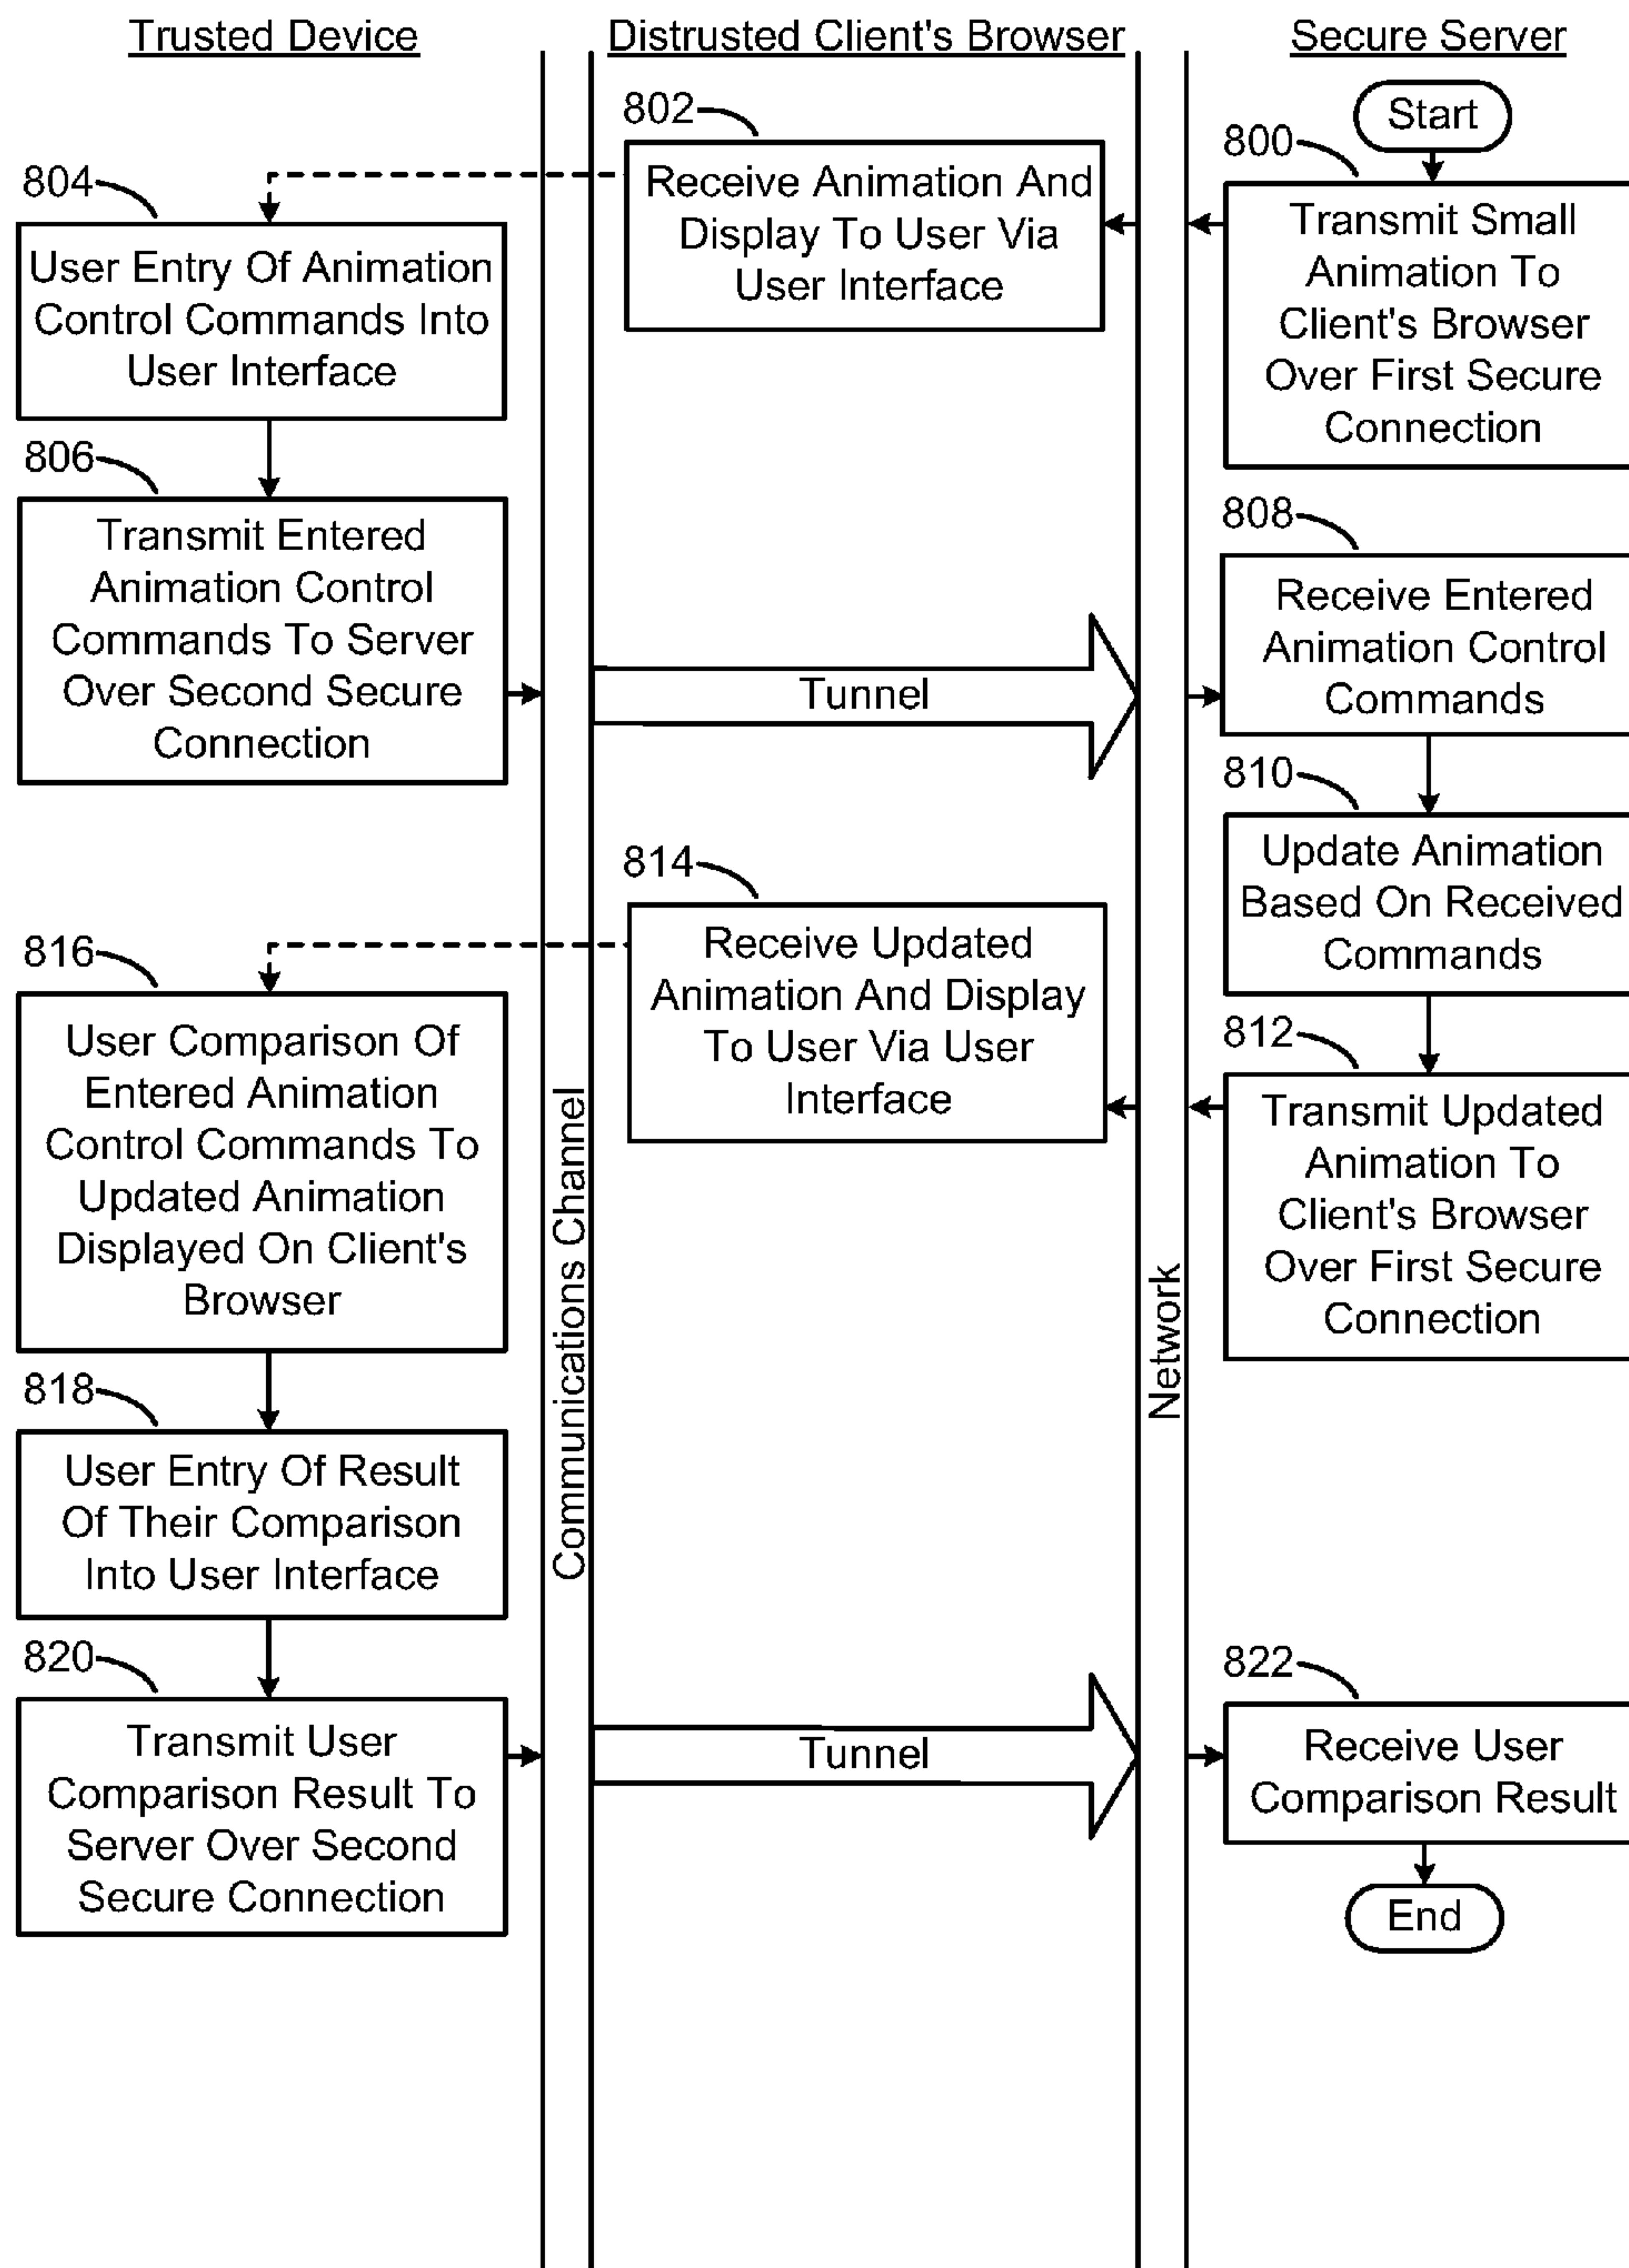 Trusted Device
Distrusted Client's Browser
Secure Server
Start
800
Transmit Small
Animation To
Client's Browser
Over First Secure
Connection
802
Receive Animation And
Display To User Via
User Interface
804
User Entry Of Animation
Control Commands Into
User Interface
806
Transmit Entered
Animation Control
Commands To Server
Over Second Secure
Connection
Tunnel
808
Receive Entered
Animation Control
Commands
810
Update Animation
Based On Received
Commands
812
Transmit Updated
Animation To
Client's Browser
Over First Secure
Connection
814
Receive Updated
Animation And Display
To User Via User
Interface
816
User Comparison Of
Entered Animation
Control Commands To
Updated Animation
Displayed On Client's
Browser
Communications Channel
Network
818
User Entry Of Result
Of Their Comparison
Into User Interface
820
Transmit User
Comparison Result To
Server Over Second
Secure Connection
Tunnel
822
Receive User
Comparison Result
End